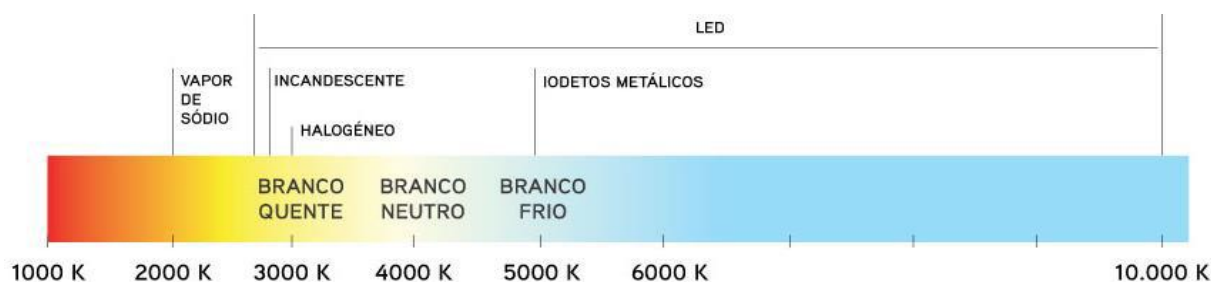 LED
VAPOR
DE
SÓDIO
INCANDESCENTE
HALOGÉNEO
IODETOS METÁLICOS
BRANCO
QUENTE
BRANCO
NEUTRO
BRANCO
FRIO
1000 K 2000 K 3000 K 4000 K 5000 K 6000 K 10.000 K